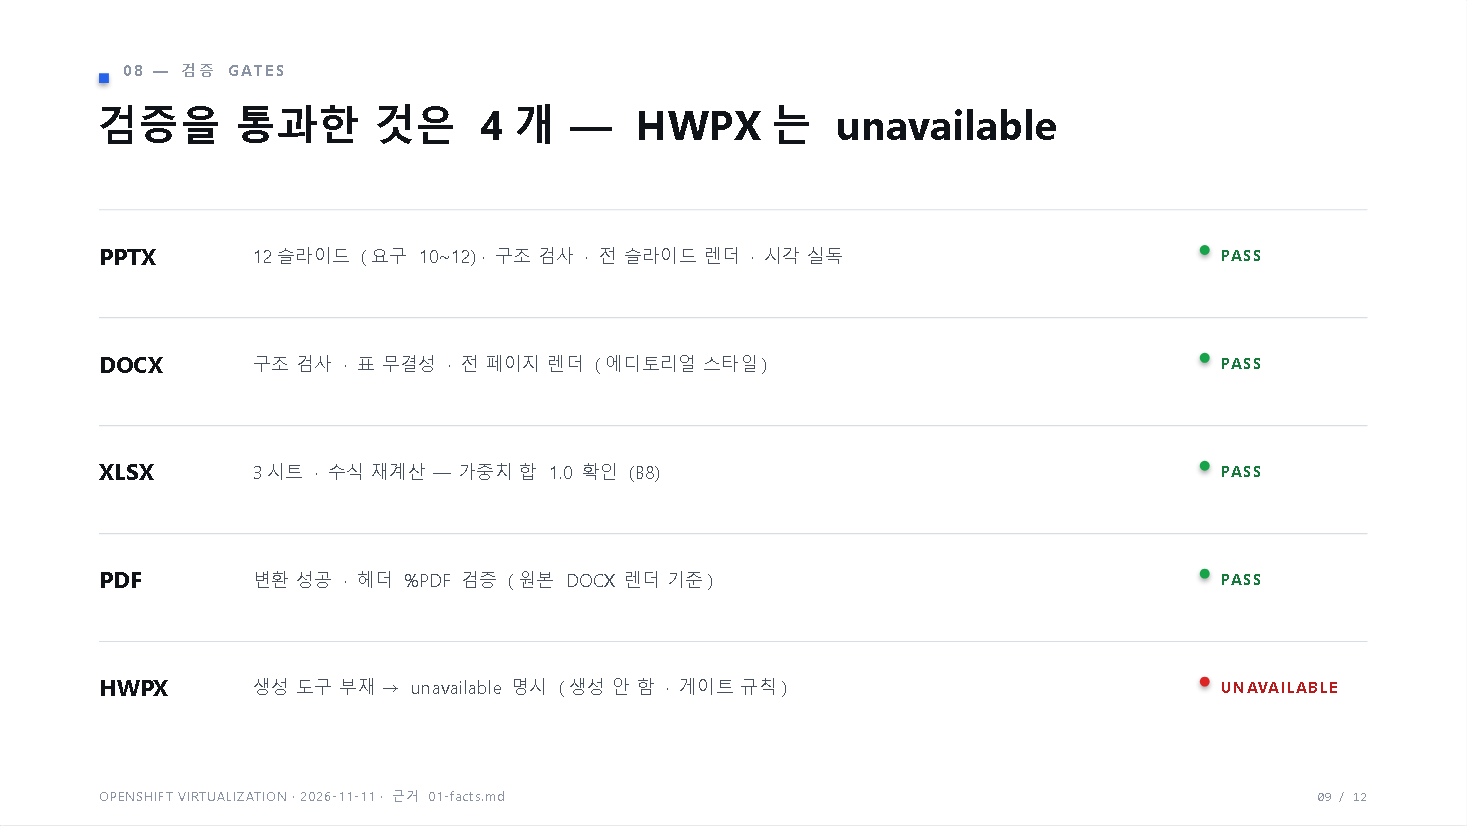 08 — 검증 GATES
검증을 통과한 것은 4개 — HWPX는 unavailable
PPTX
12슬라이드 (요구 10~12) · 구조 검사 · 전 슬라이드 렌더 · 시각 실독
PASS
DOCX
구조 검사 · 표 무결성 · 전 페이지 렌더 (에디토리얼 스타일)
PASS
XLSX
3시트 · 수식 재계산 — 가중치 합 1.0 확인 (B8)
PASS
PDF
변환 성공 · 헤더 %PDF 검증 (원본 DOCX 렌더 기준)
PASS
HWPX
생성 도구 부재 → unavailable 명시 (생성 안 함 · 게이트 규칙)
UNAVAILABLE
OPENSHIFT VIRTUALIZATION · 2026-11-11 · 근거 01-facts.md
09 / 12